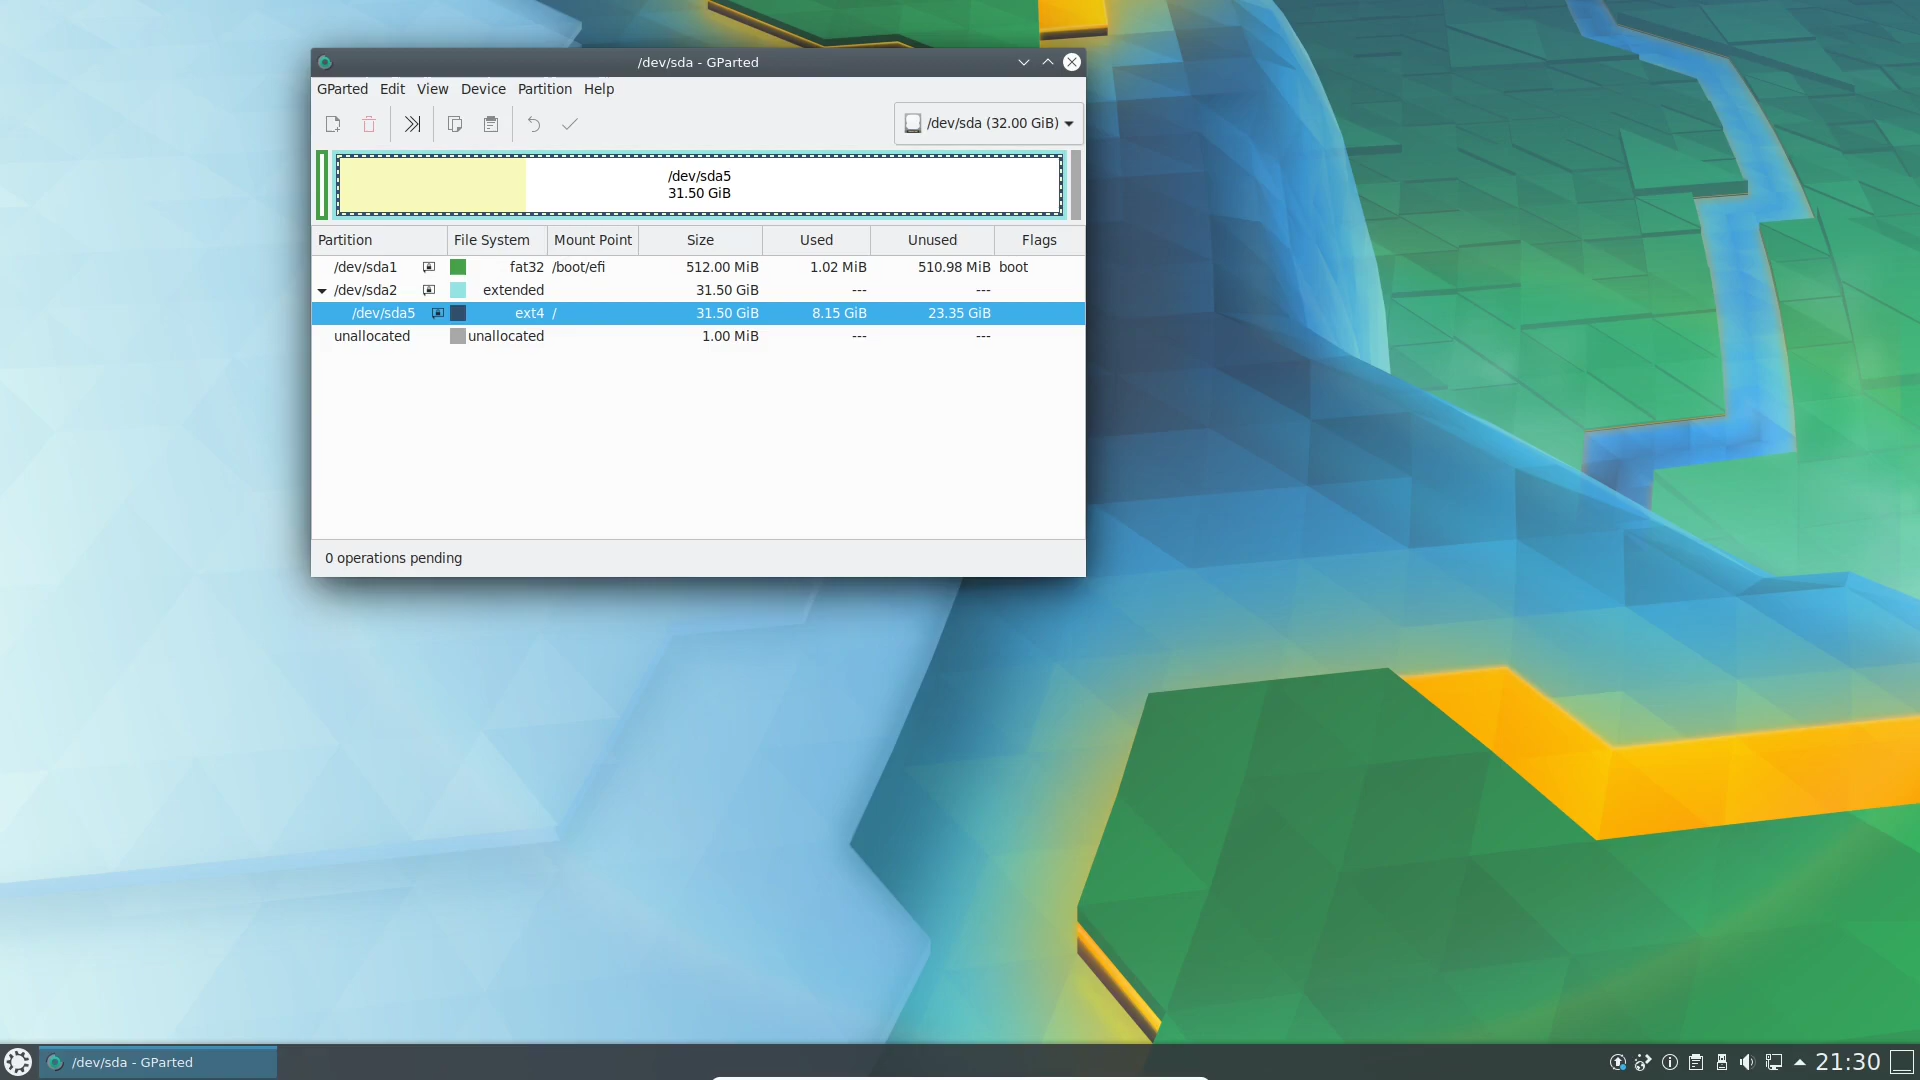 /dev/sda - GParted
GParted Edit View Device Partition Help
/dev/sda (32.00 GiB)
/dev/sda5
31.50 GiB
Partition File System Mount Point Size Used Unused Flags
/dev/sda1 fat32 /boot/efi 512.00 MiB 1.02 MiB 510.98 MiB boot
/dev/sda2 extended 31.50 GiB --- ---
/dev/sda5 ext4 / 31.50 GiB 8.15 GiB 23.35 GiB
unallocated unallocated 1.00 MiB --- ---
0 operations pending
/dev/sda - GParted
21:30